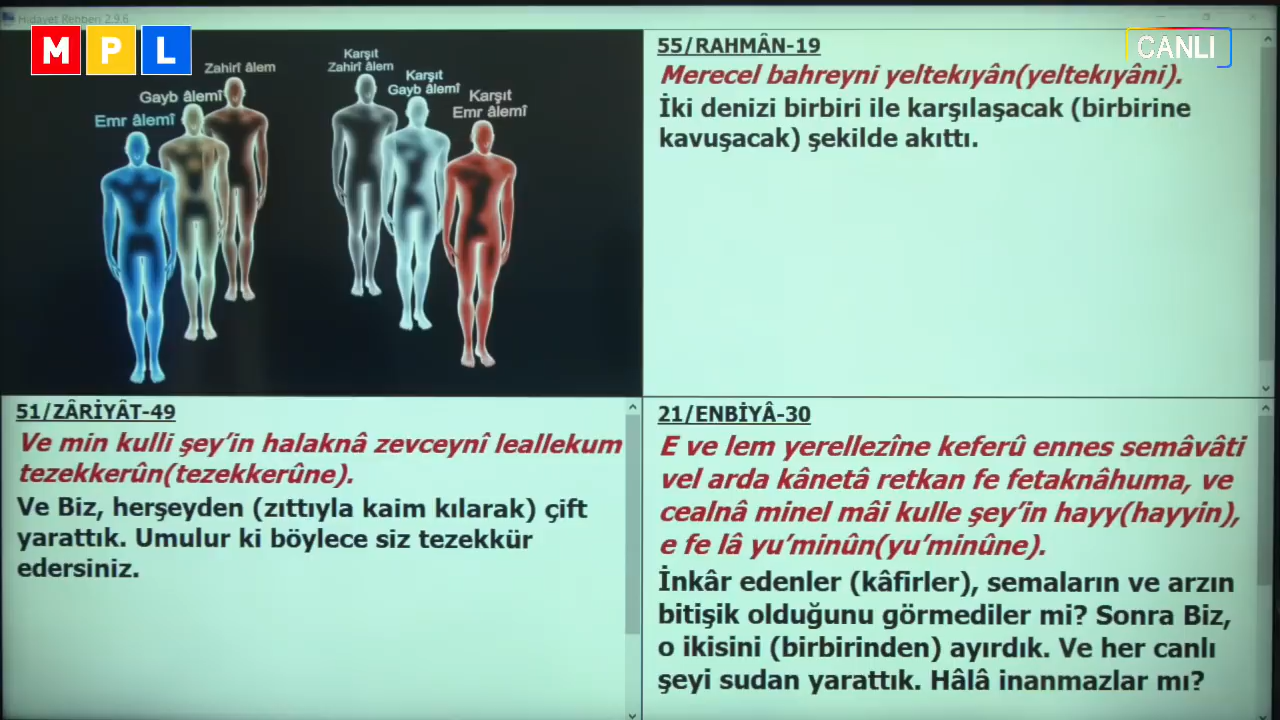 Hidayet Rehberi 2.9.6
MPL
CANLI
Zahirî âlem
Gayb âlemî
Emr âlemî
Karşıt
Zahirî âlem
Karşıt
Gayb âlemî
Karşıt
Emr âlemî
55/RAHMÂN-19
Merecel bahreyni yeltekıyân(yeltekıyâni).
İki denizi birbiri ile karşılaşacak (birbirine
kavuşacak) şekilde akıttı.
51/ZÂRİYÂT-49
Ve min kulli şey’in halaknâ zevceynî leallekum
tezekkerûn(tezekkerûne).
Ve Biz, herşeyden (zıttıyla kaim kılarak) çift
yarattık. Umulur ki böylece siz tezekkür
edersiniz.
21/ENBİYÂ-30
E ve lem yerellezîne keferû ennes semâvâti
vel arda kânetâ retkan fe fetaknâhuma, ve
cealnâ minel mâi kulle şey’in hayy(hayyin),
e fe lâ yu’minûn(yu’minûne).
İnkâr edenler (kâfirler), semaların ve arzın
bitişik olduğunu görmediler mi? Sonra Biz,
o ikisini (birbirinden) ayırdık. Ve her canlı
şeyi sudan yarattık. Hâlâ inanmazlar mı?